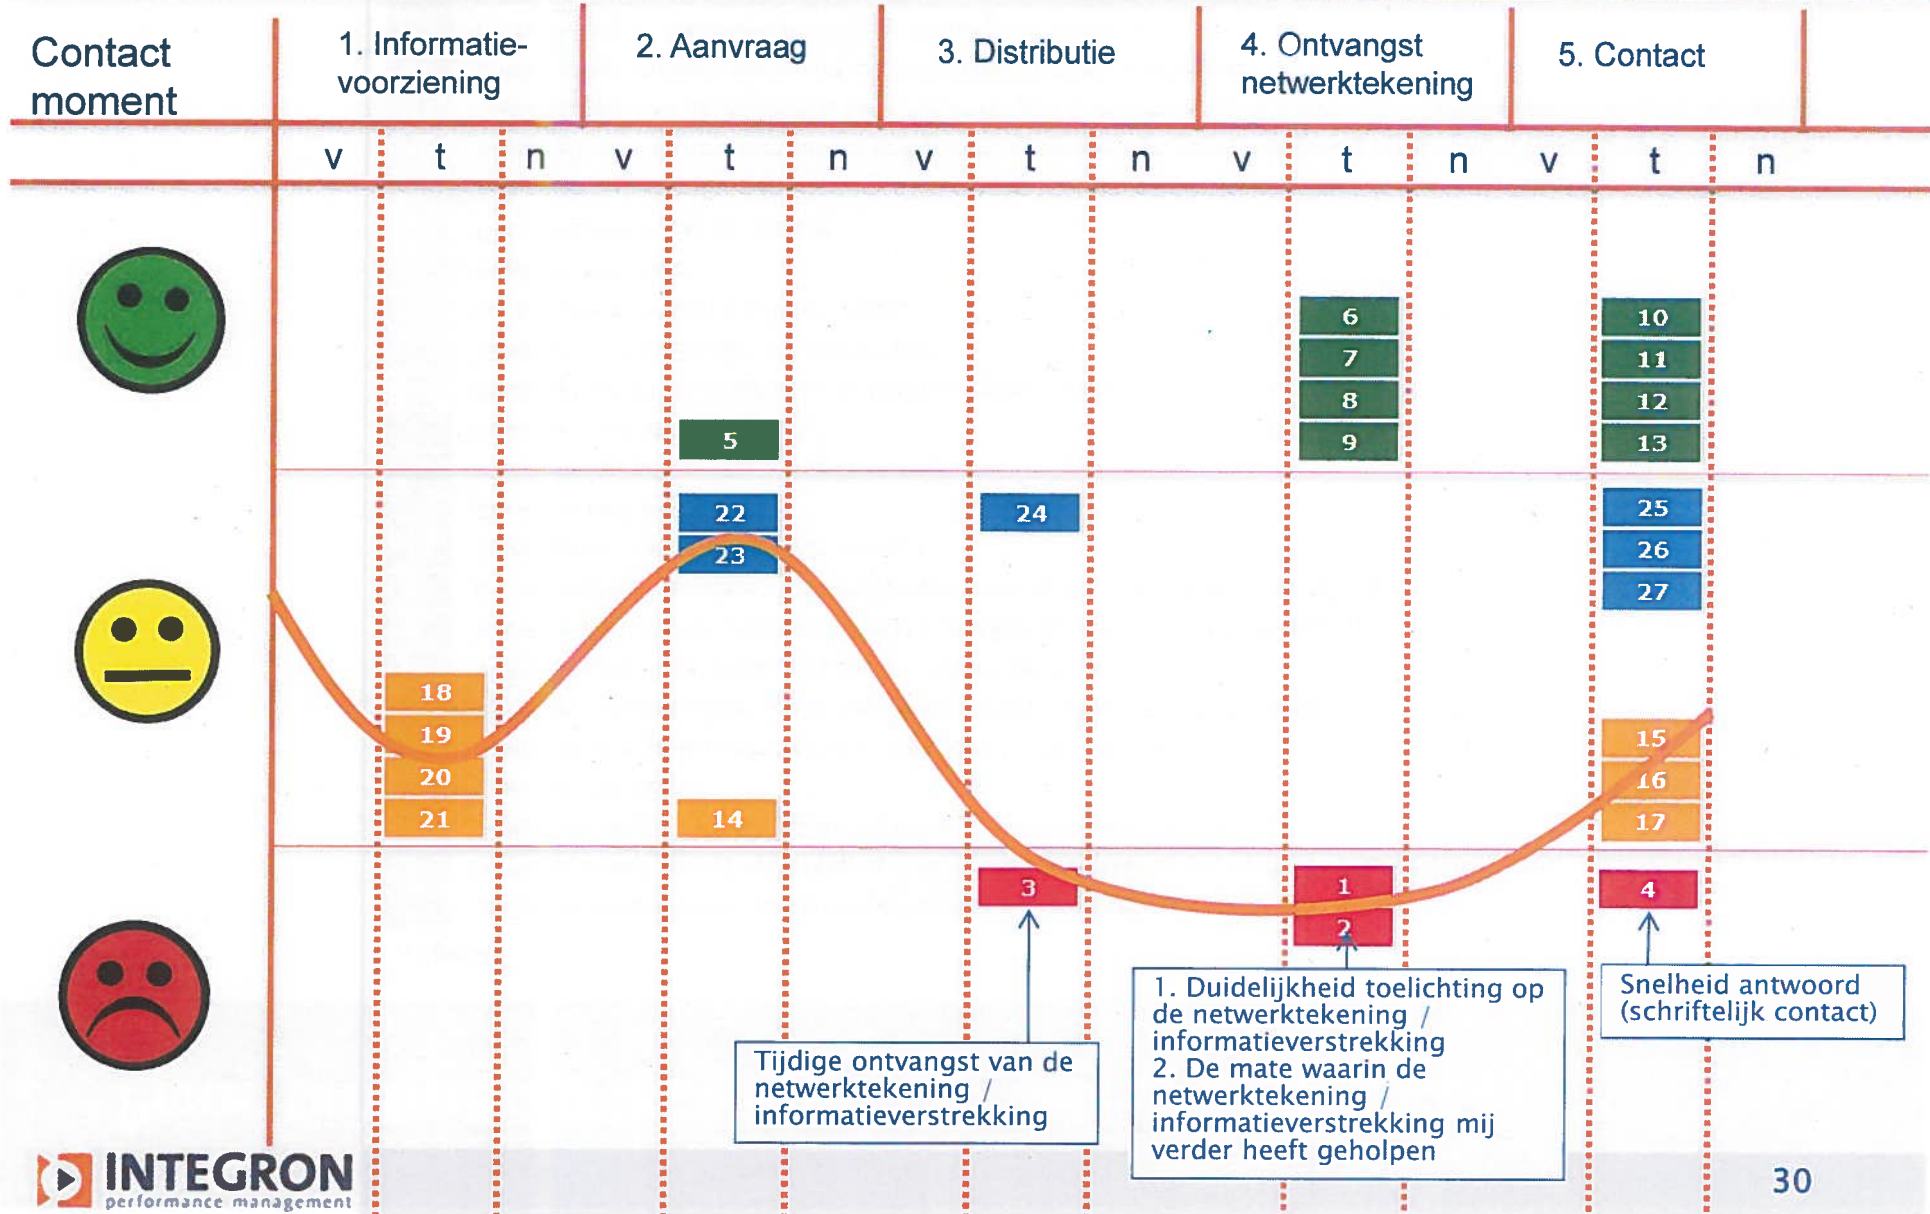 Contact
moment
1. Informatie-
voorziening
2. Aanvraag
3. Distributie
4. Ontvangst
netwerktekening
5. Contact
v t n v t n v t n v t n v t n
6
7
8
9
10
11
12
13
5
22
23
24
25
26
27
18
19
20
21
14
15
16
17
3
1
2
4
Tijdige ontvangst van de
netwerktekening /
informatieverstrekking
1. Duidelijkheid toelichting op
de netwerktekening /
informatieverstrekking
2. De mate waarin de
netwerktekening /
informatieverstrekking mij
verder heeft geholpen
Snelheid antwoord
(schriftelijk contact)
INTEGRON
performance management
30